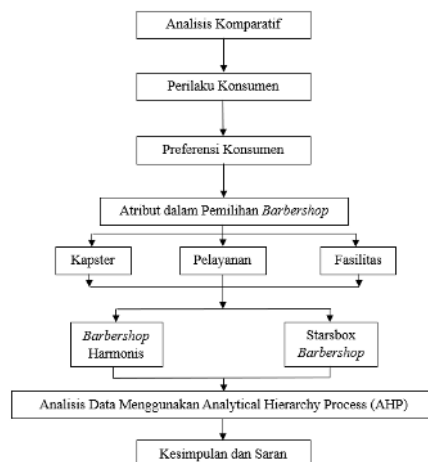 Analisis Komparatif
Perilaku Konsumen
Preferensi Konsumen
Atribut dalam Pemilihan Barbershop
Kapster
Pelayanan
Fasilitas
Barbershop
Harmonis
Starsbox
Barbershop
Analisis Data Menggunakan Analytical Hierarchy Process (AHP)
Kesimpulan dan Saran